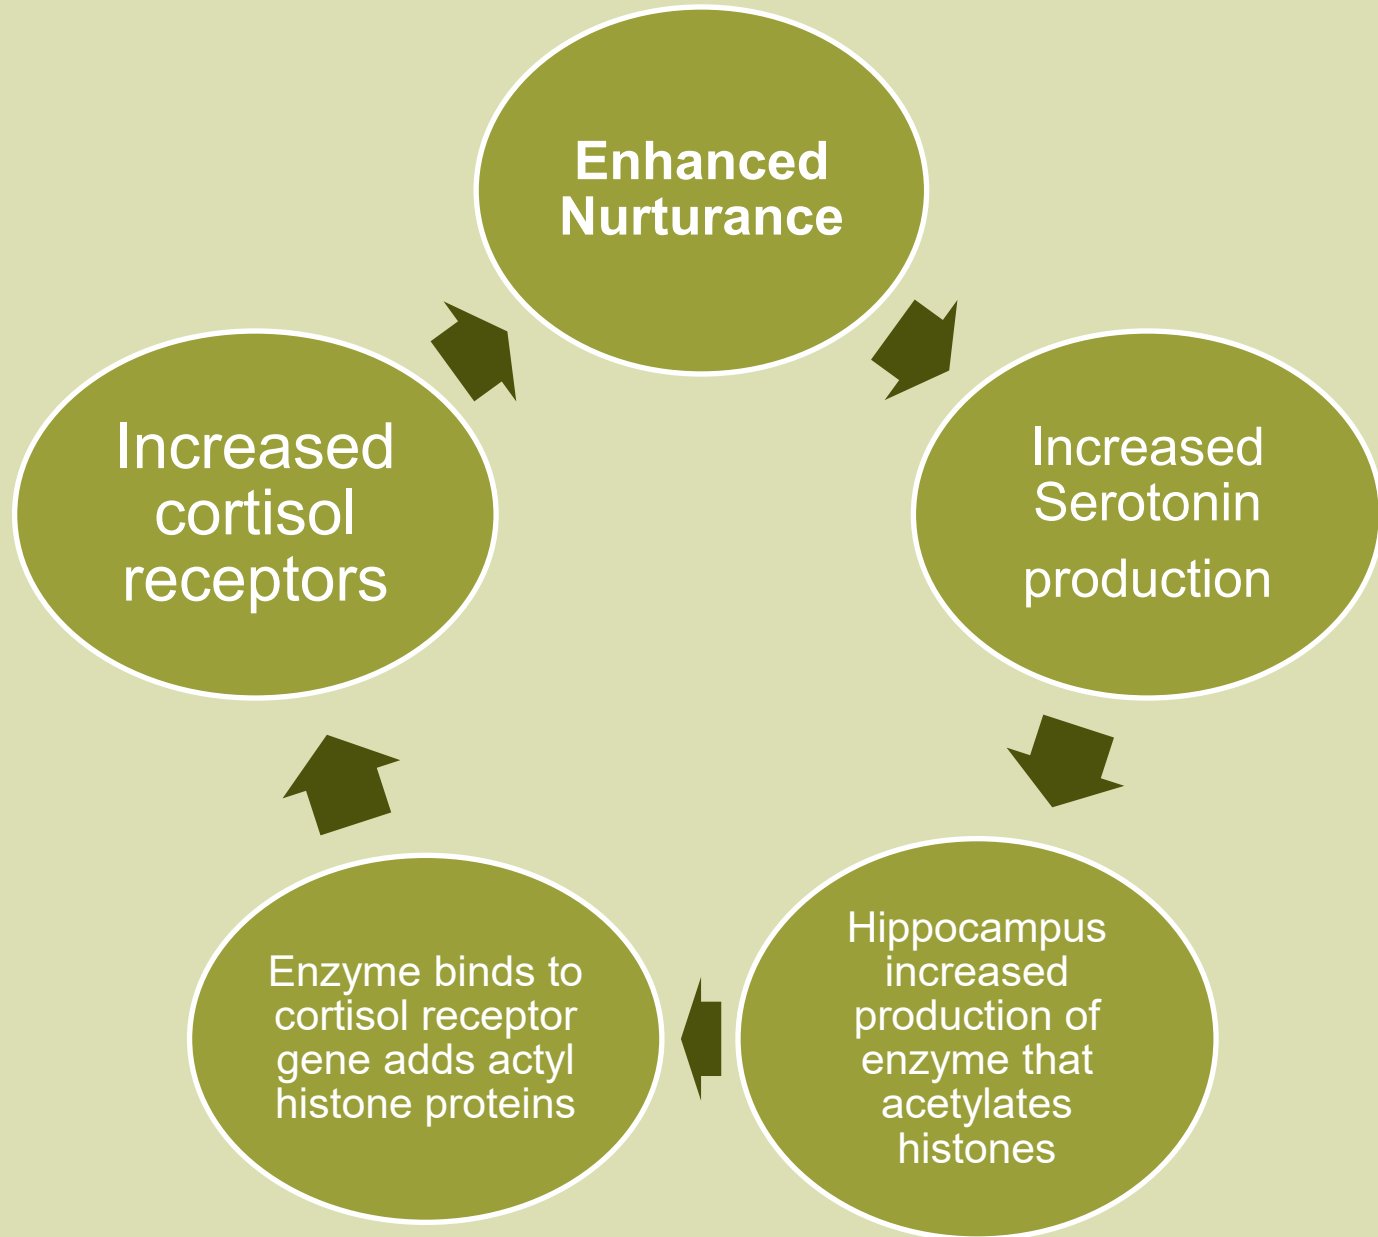 Enhanced
Nurturance
Increased
Serotonin
production
Hippocampus
increased
production of
enzyme that
acetylates
histones
Enzyme binds to
cortisol receptor
gene adds actyl
histone proteins
Increased
cortisol
receptors